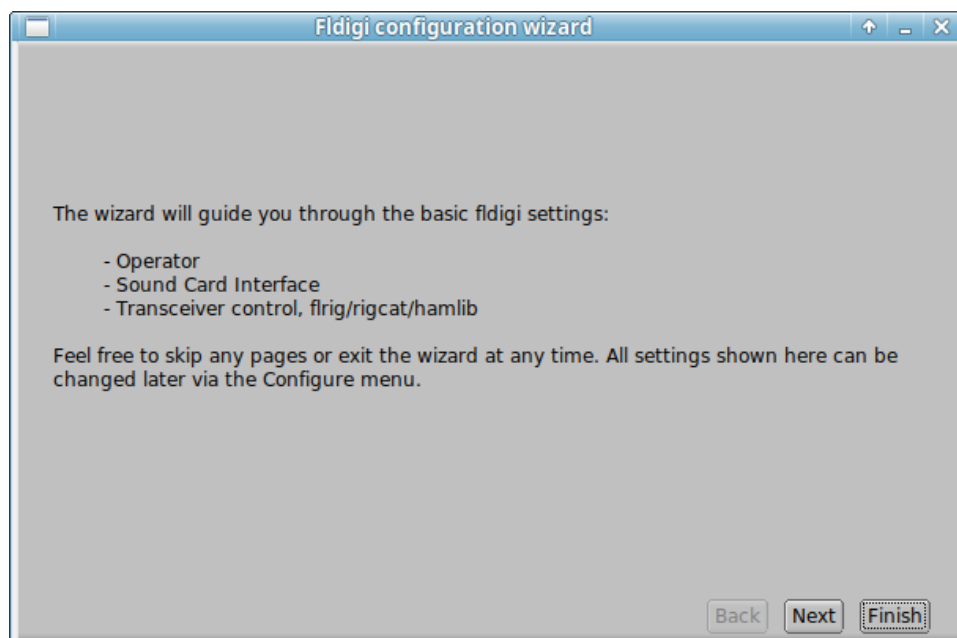 Fldigi configuration wizard
The wizard will guide you through the basic fldigi settings:
- Operator
- Sound Card Interface
- Transceiver control, flrig/rigcat/hamlib
Feel free to skip any pages or exit the wizard at any time. All settings shown here can be
changed later via the Configure menu.
Back Next Finish